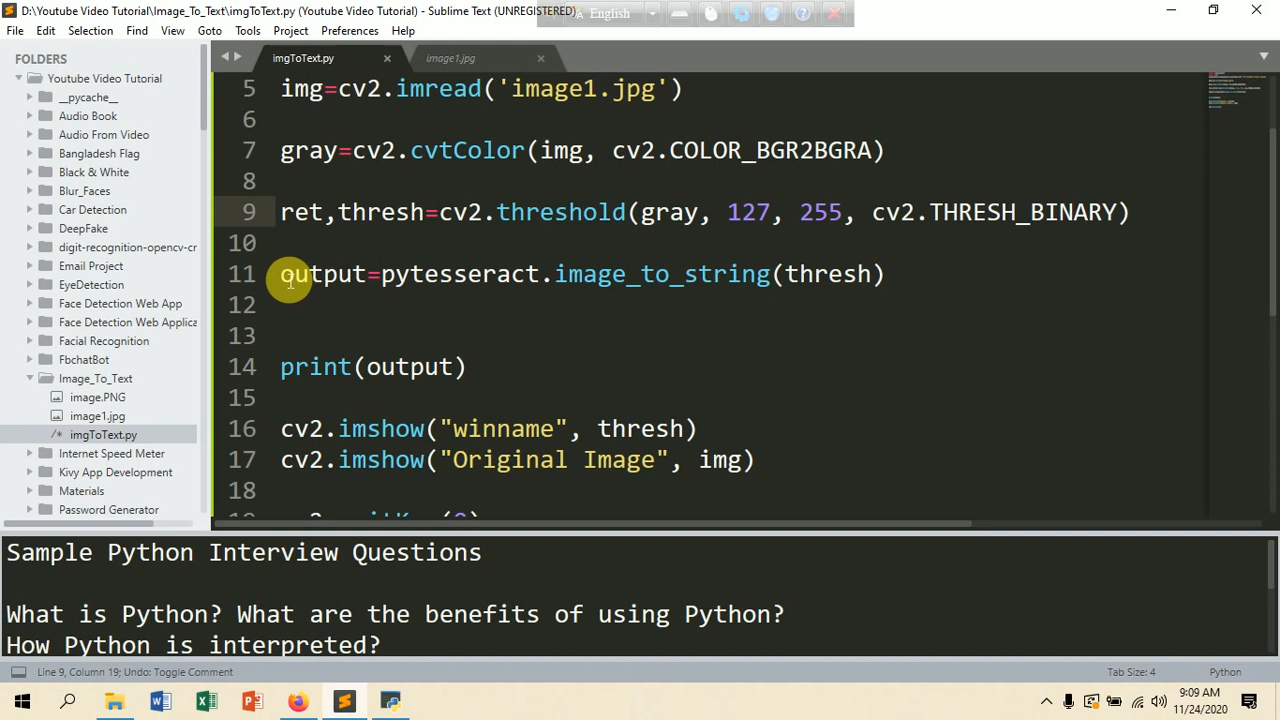 D:\Youtube Video Tutorial\Image_To_Text\imgToText.py (Youtube Video Tutorial) - Sublime Text (UNREGISTERED)
English
File Edit Selection Find View Goto Tools Project Preferences Help
FOLDERS
Youtube Video Tutorial
__pycache__
Audio Book
Audio From Video
Bangladesh Flag
Black & White
Blur_Faces
Car Detection
DeepFake
digit-recognition-opencv-cr
Email Project
EyeDetection
Face Detection Web App
Face Detection Web Applica
Facial Recognition
FbchatBot
Image_To_Text
image.PNG
image1.jpg
/* imgToText.py
Internet Speed Meter
Kivy App Development
Materials
Password Generator
imgToText.py image1.jpg
5 img=cv2.imread('image1.jpg')
6
7 gray=cv2.cvtColor(img, cv2.COLOR_BGR2BGRA)
8
9 ret,thresh=cv2.threshold(gray, 127, 255, cv2.THRESH_BINARY)
10
11 output=pytesseract.image_to_string(thresh)
12
13
14 print(output)
15
16 cv2.imshow("winname", thresh)
17 cv2.imshow("Original Image", img)
18
Sample Python Interview Questions
What is Python? What are the benefits of using Python?
How Python is interpreted?
Line 9, Column 19; Undo: Toggle Comment Tab Size: 4 Python
9:09 AM
11/24/2020